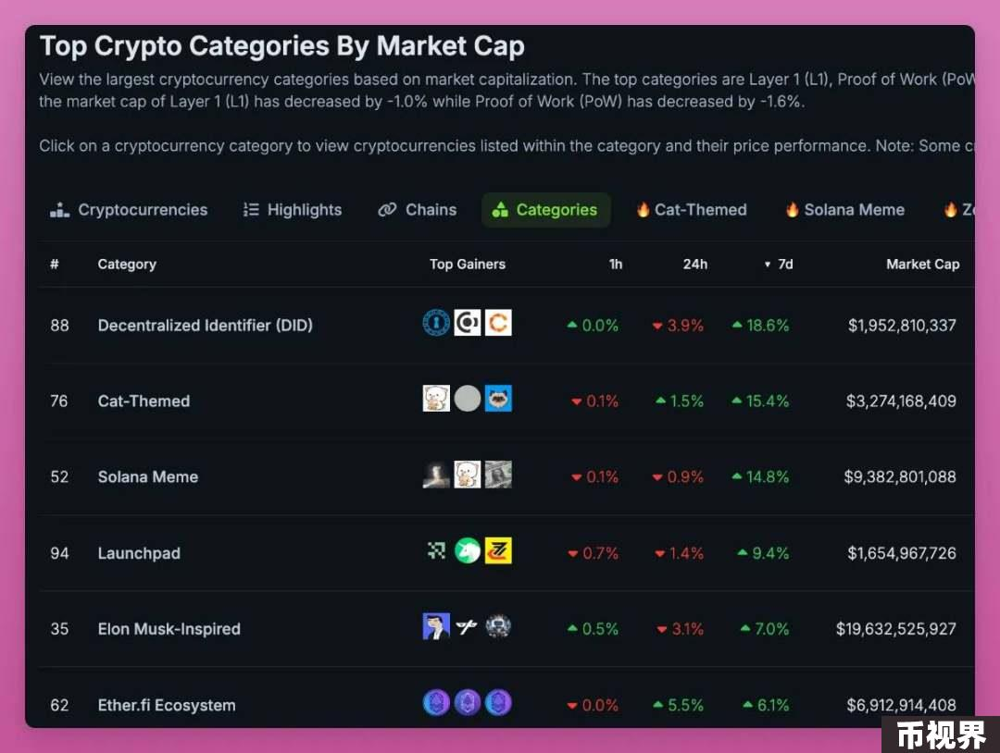 Top Crypto Categories By Market Cap
View the largest cryptocurrency categories based on market capitalization. The top categories are Layer 1 (L1), Proof of Work (PoW
the market cap of Layer 1 (L1) has decreased by -1.0% while Proof of Work (PoW) has decreased by -1.6%.
Click on a cryptocurrency category to view cryptocurrencies listed within the category and their price performance. Note: Some c
Cryptocurrencies Highlights Chains Categories 🔥 Cat-Themed 🔥 Solana Meme 🔥 Ze
# Category Top Gainers 1h 24h ▼ 7d Market Cap
88 Decentralized Identifier (DID) ▲ 0.0% ▼ 3.9% ▲ 18.6% $1,952,810,337
76 Cat-Themed ▼ 0.1% ▲ 1.5% ▲ 15.4% $3,274,168,409
52 Solana Meme ▼ 0.1% ▼ 0.9% ▲ 14.8% $9,382,801,088
94 Launchpad ▼ 0.7% ▼ 1.4% ▲ 9.4% $1,654,967,726
35 Elon Musk-Inspired ▲ 0.5% ▼ 3.1% ▲ 7.0% $19,632,525,927
62 Ether.fi Ecosystem ▼ 0.0% ▲ 5.5% ▲ 6.1% $6,912,914,408
币视界